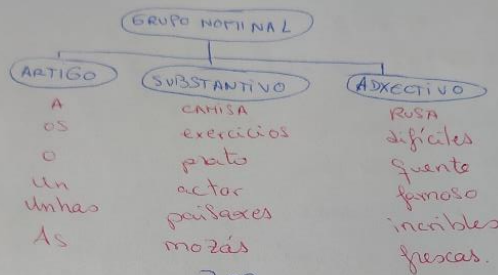 GRUPO NOMINAL
ARTIGO SUBSTANTIVO ADXECTIVO
A CAMISA RUSA
OS exercicios difíciles
O prato quente
Un actor famoso
Unhas paisaxes incribles
As mozás frescas.